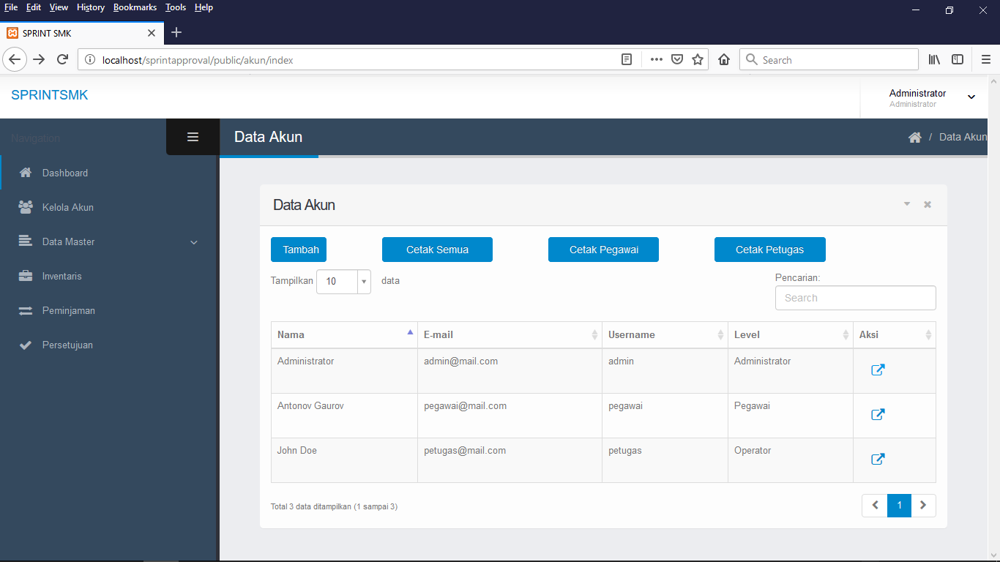 File Edit View History Bookmarks Tools Help
SPRINT SMK
localhost/sprintapproval/public/akun/index
Search
SPRINTSMK
Administrator
Administrator
Navigation
Data Akun
/ Data Akun
Dashboard
Kelola Akun
Data Master
Inventaris
Peminjaman
Persetujuan
Data Akun
Tambah Cetak Semua Cetak Pegawai Cetak Petugas
Tampilkan 10 data
Pencarian:
Search
Nama E-mail Username Level Aksi
Administrator admin@mail.com admin Administrator
Antonov Gaurov pegawai@mail.com pegawai Pegawai
John Doe petugas@mail.com petugas Operator
Total 3 data ditampilkan (1 sampai 3)
1